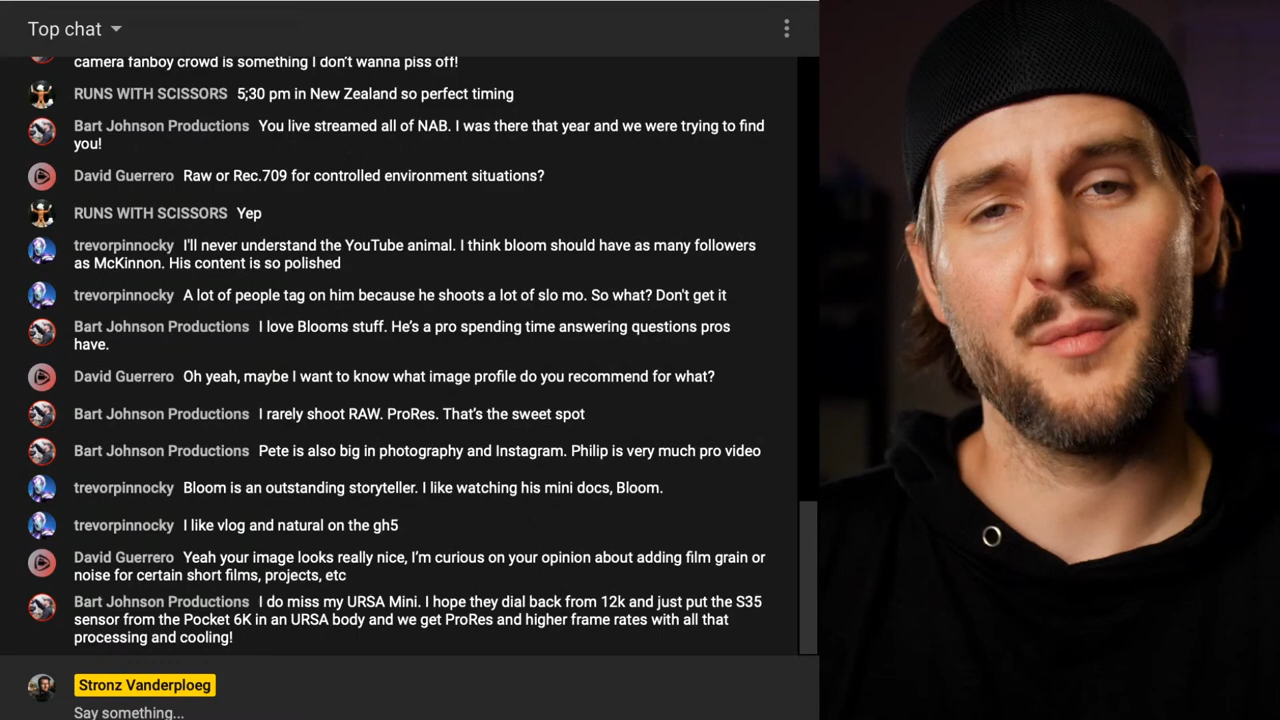 Top chat
camera fanboy crowd is something I don't wanna piss off!
RUNS WITH SCISSORS 5;30 pm in New Zealand so perfect timing
Bart Johnson Productions You live streamed all of NAB. I was there that year and we were trying to find
you!
David Guerrero Raw or Rec.709 for controlled environment situations?
RUNS WITH SCISSORS Yep
trevorpinnocky I'll never understand the YouTube animal. I think bloom should have as many followers
as McKinnon. His content is so polished
trevorpinnocky A lot of people tag on him because he shoots a lot of slo mo. So what? Don't get it
Bart Johnson Productions I love Blooms stuff. He's a pro spending time answering questions pros
have.
David Guerrero Oh yeah, maybe I want to know what image profile do you recommend for what?
Bart Johnson Productions I rarely shoot RAW. ProRes. That's the sweet spot
Bart Johnson Productions Pete is also big in photography and Instagram. Philip is very much pro video
trevorpinnocky Bloom is an outstanding storyteller. I like watching his mini docs, Bloom.
trevorpinnocky I like vlog and natural on the gh5
David Guerrero Yeah your image looks really nice, I'm curious on your opinion about adding film grain or
noise for certain short films, projects, etc
Bart Johnson Productions I do miss my URSA Mini. I hope they dial back from 12k and just put the S35
sensor from the Pocket 6K in an URSA body and we get ProRes and higher frame rates with all that
processing and cooling!
Stronz Vanderploeg
Say something...